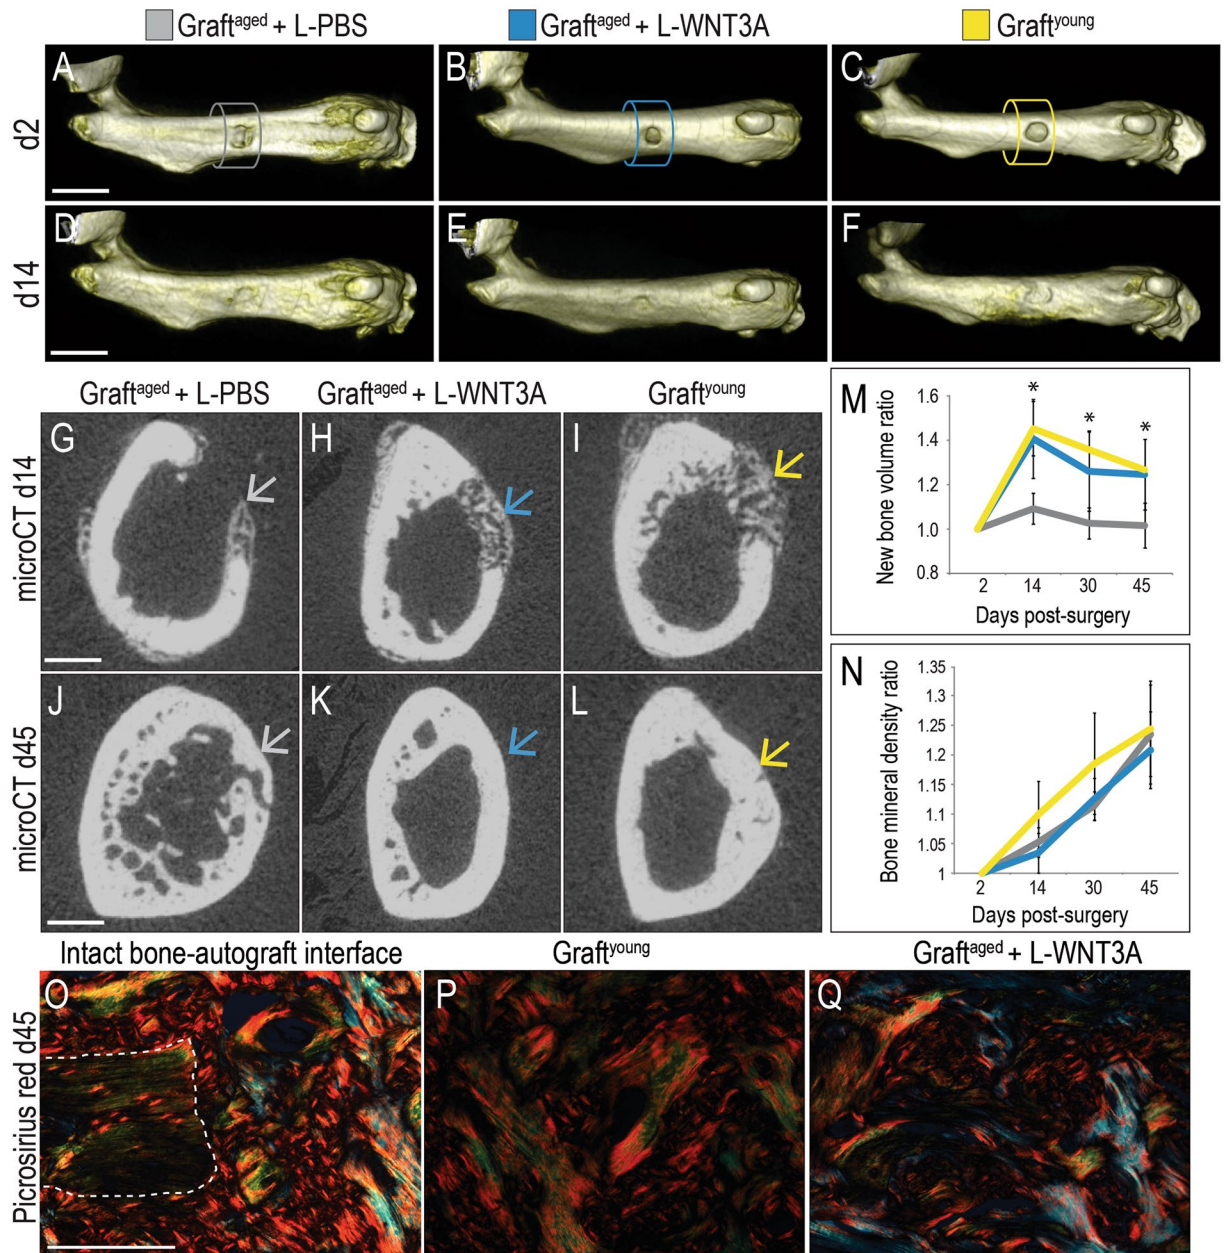 Graftaged + L-PBS
Graftaged + L-WNT3A
Graftyoung
d2
A
B
C
d14
D
E
F
Graftaged + L-PBS
Graftaged + L-WNT3A
Graftyoung
microCT d14
G
H
I
microCT d45
J
K
L
M
New bone volume ratio
1.6
1.4
1.2
1.0
0.8
*
*
*
2 14 30 45
Days post-surgery
N
Bone mineral density ratio
1.35
1.3
1.25
1.2
1.15
1.1
1.05
1
2 14 30 45
Days post-surgery
Intact bone-autograft interface
Graftyoung
Graftaged + L-WNT3A
Picrosirius red d45
O
P
Q